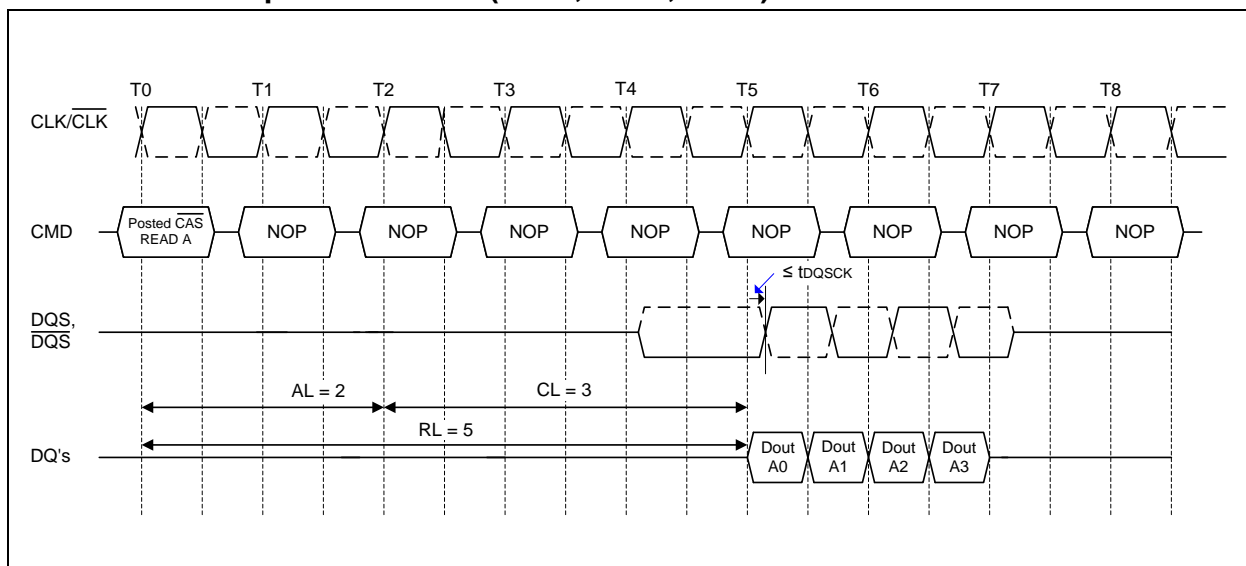 T0 T1 T2 T3 T4 T5 T6 T7 T8
CLK/CLK
CMD
Posted CAS
READ A
NOP NOP NOP NOP NOP NOP NOP NOP
≤ tDQSCK
DQS,
DQS
AL = 2 CL = 3
RL = 5
DQ's
Dout
A0
Dout
A1
Dout
A2
Dout
A3